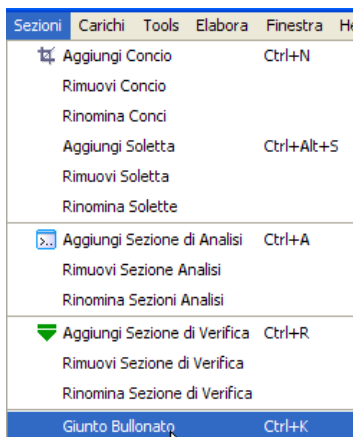 Sezioni Carichi Tools Elabora Finestra He
Aggiungi Concio Ctrl+N
Rimuovi Concio
Rinomina Conci
Aggiungi Soletta Ctrl+Alt+S
Rimuovi Soletta
Rinomina Solette
Aggiungi Sezione di Analisi Ctrl+A
Rimuovi Sezione Analisi
Rinomina Sezioni Analisi
Aggiungi Sezione di Verifica Ctrl+R
Rimuovi Sezione di Verifica
Rinomina Sezione di Verifica
Giunto Bullonato Ctrl+K